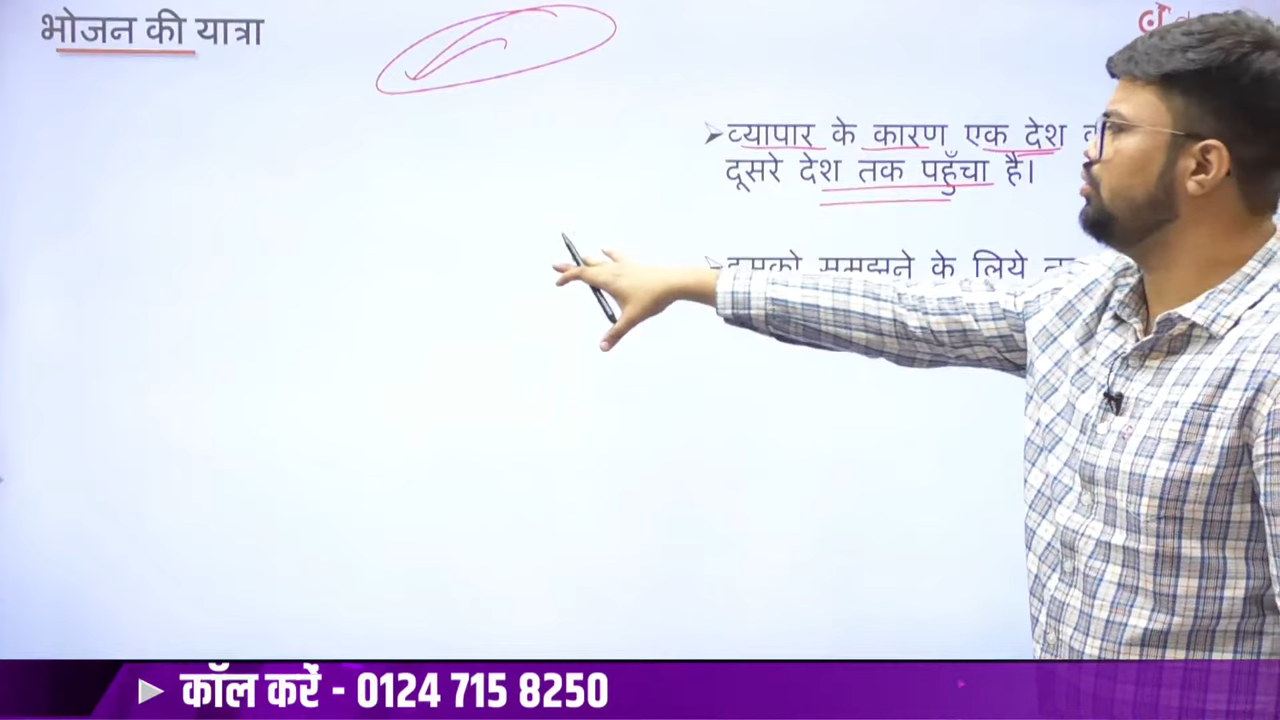 भोजन की यात्रा
व्यापार के कारण एक देश
दूसरे देश तक पहुँचा है।
इसको समझने के लिये
कॉल करें - 0124 715 8250